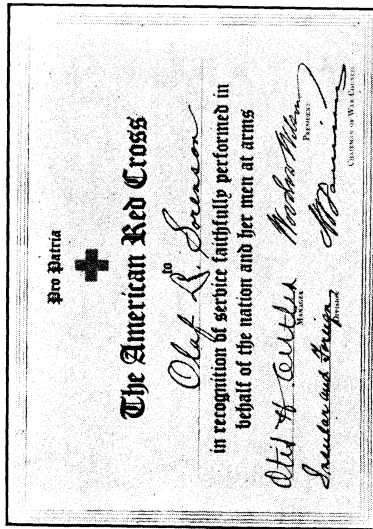 Pro Patria
The American Red Cross
to
Olaf L. Sorenson
in recognition of service faithfully performed in
behalf of the nation and her men at arms
Otis H. Cutler
MANAGER
Woodrow Wilson
PRESIDENT
Insular and Foreign
DIVISION
CHAIRMAN OF WAR COUNCIL